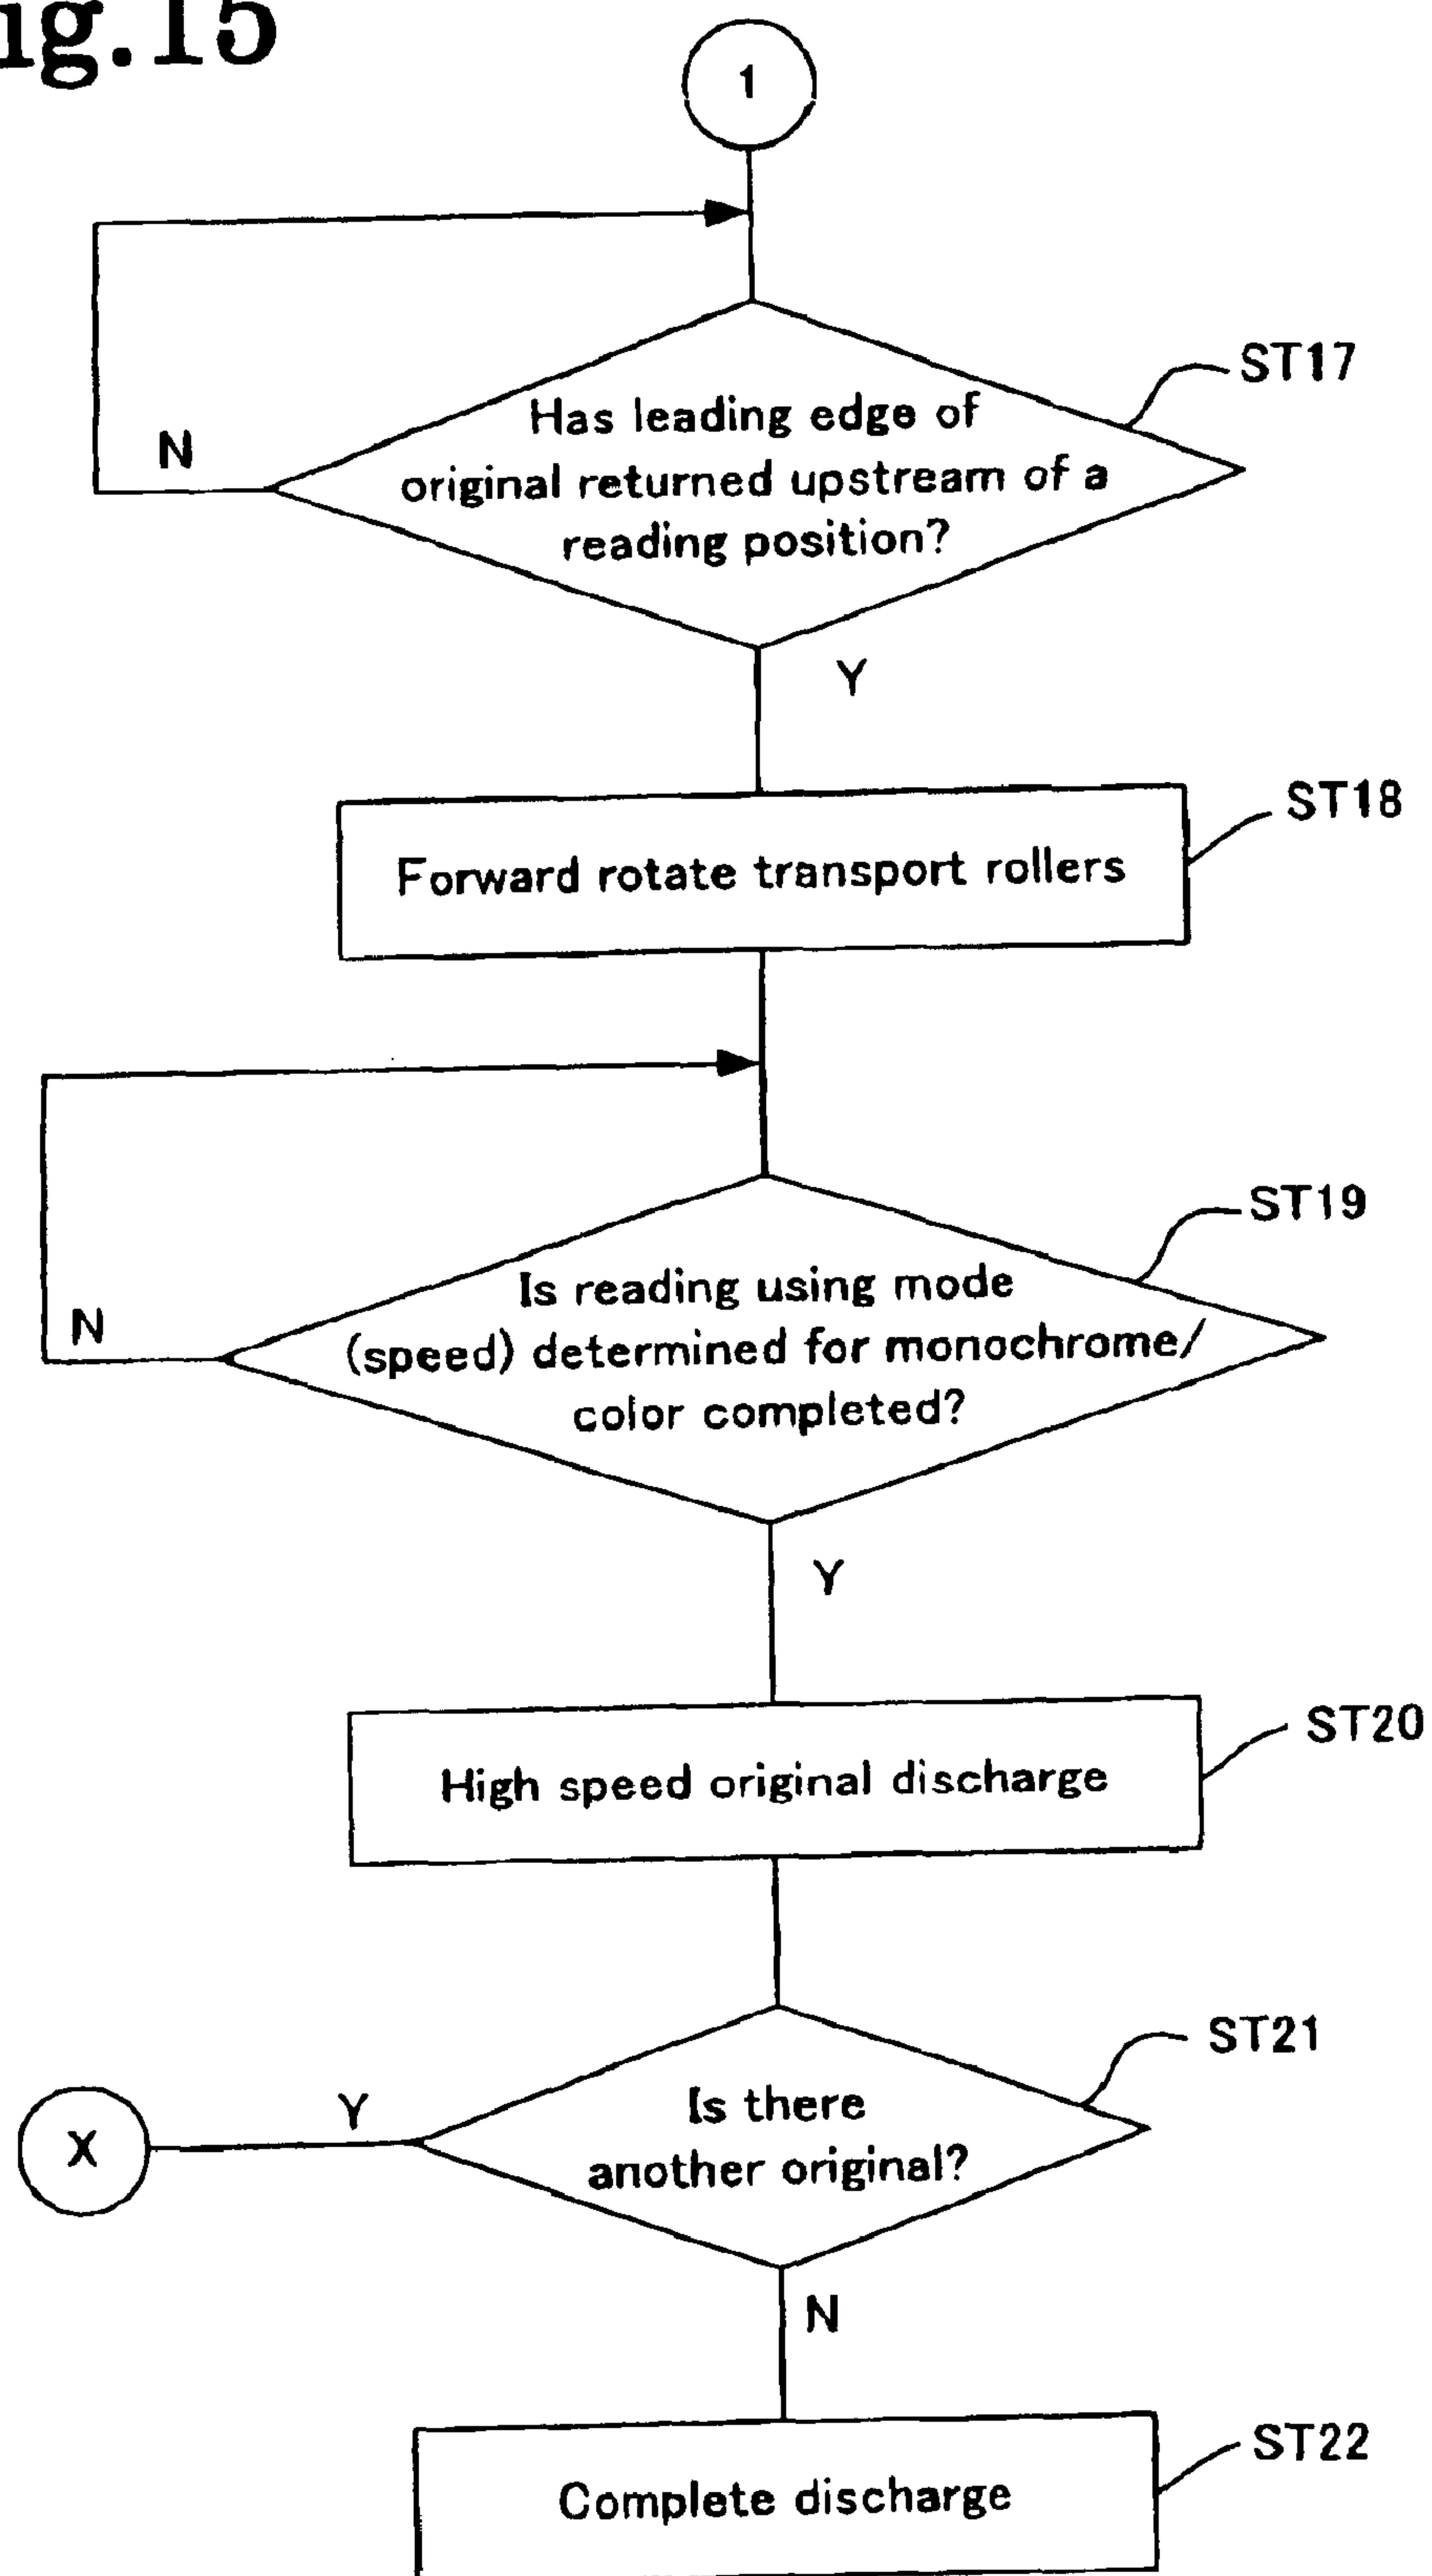 ig.15
1
ST17
Has leading edge of
original returned upstream of a
reading position?
N
Y
ST18
Forward rotate transport rollers
ST19
Is reading using mode
(speed) determined for monochrome/
color completed?
N
Y
ST20
High speed original discharge
ST21
Is there
another original?
Y
X
N
ST22
Complete discharge